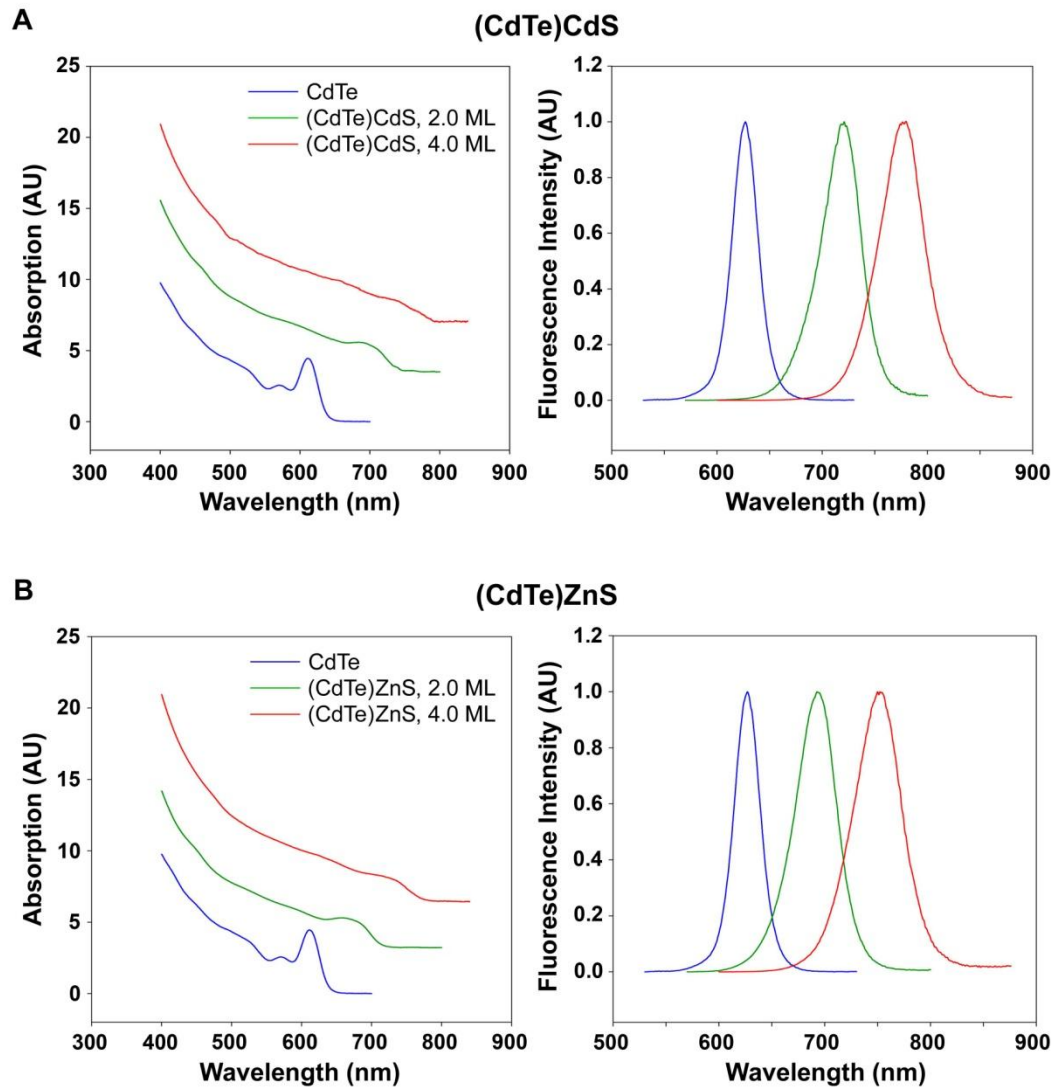 A
(CdTe)CdS
25
20
15
10
5
0
300 400 500 600 700 800 900
Absorption (AU)
Wavelength (nm)
CdTe
(CdTe)CdS, 2.0 ML
(CdTe)CdS, 4.0 ML
1.2
1.0
0.8
0.6
0.4
0.2
0.0
500 600 700 800 900
Fluorescence Intensity (AU)
Wavelength (nm)
B
(CdTe)ZnS
25
20
15
10
5
0
300 400 500 600 700 800 900
Absorption (AU)
Wavelength (nm)
CdTe
(CdTe)ZnS, 2.0 ML
(CdTe)ZnS, 4.0 ML
1.2
1.0
0.8
0.6
0.4
0.2
0.0
500 600 700 800 900
Fluorescence Intensity (AU)
Wavelength (nm)